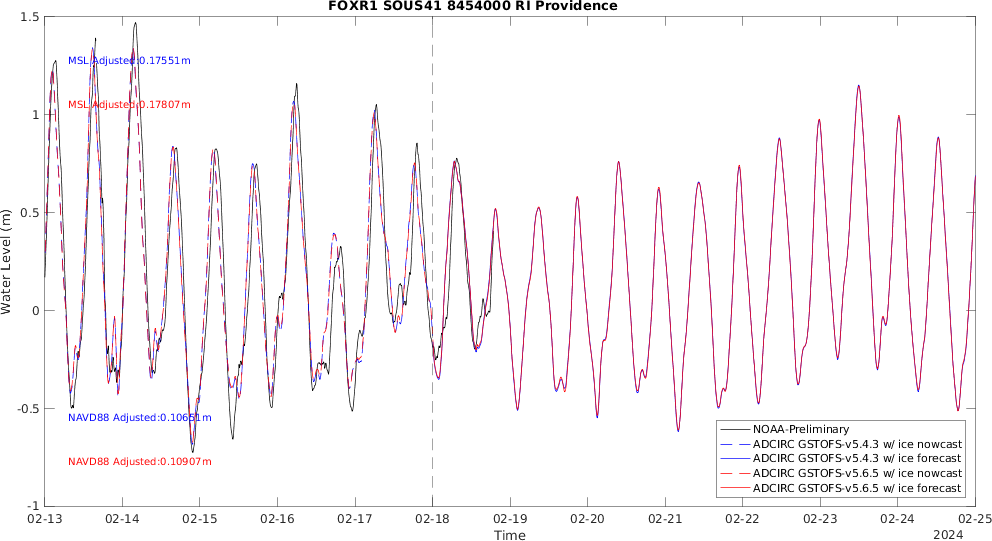 FOXR1 SOUS41 8454000 RI Providence
1.5
1
0.5
0
-0.5
-1
Water Level (m)
MSL Adjusted:0.17551m
MSL Adjusted:0.17807m
NAVD88 Adjusted:0.10651m
NAVD88 Adjusted:0.10907m
NOAA-Preliminary
ADCIRC GSTOFS-v5.4.3 w/ ice nowcast
ADCIRC GSTOFS-v5.4.3 w/ ice forecast
ADCIRC GSTOFS-v5.6.5 w/ ice nowcast
ADCIRC GSTOFS-v5.6.5 w/ ice forecast
02-13 02-14 02-15 02-16 02-17 02-18 02-19 02-20 02-21 02-22 02-23 02-24 02-25
Time
2024